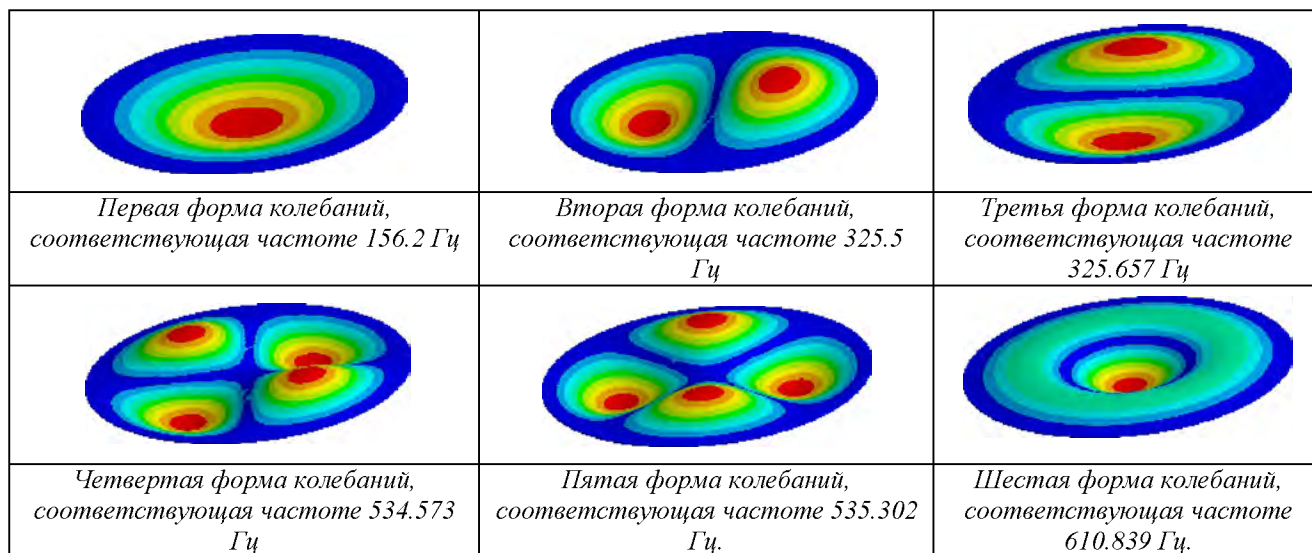 Первая форма колебаний,
соответствующая частоте 156.2 Гц
Вторая форма колебаний,
соответствующая частоте 325.5
Гц
Третья форма колебаний,
соответствующая частоте
325.657 Гц
Четвертая форма колебаний,
соответствующая частоте 534.573
Гц
Пятая форма колебаний,
соответствующая частоте 535.302
Гц.
Шестая форма колебаний,
соответствующая частоте
610.839 Гц.